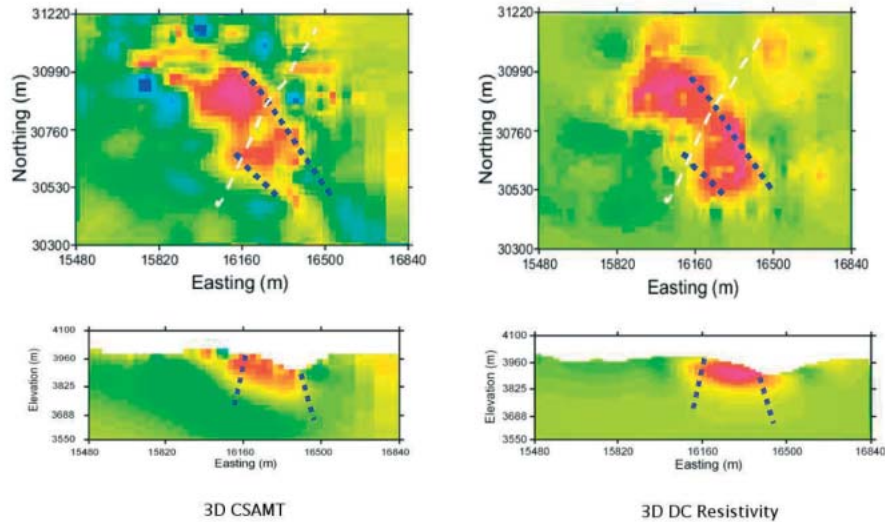 31220
30990
30760
30530
30300
Northing (m)
15480 15820 16160 16500 16840
Easting (m)
31220
30990
30760
30530
30300
Northing (m)
15480 15820 16160 16500 16840
Easting (m)
4100
3960
3825
3688
3550
Elevation (m)
15480 15820 16160 16500 16840
Easting (m)
4100
3960
3825
3688
3550
Elevation (m)
15480 15820 16160 16500 16840
Easting (m)
3D CSAMT
3D DC Resistivity